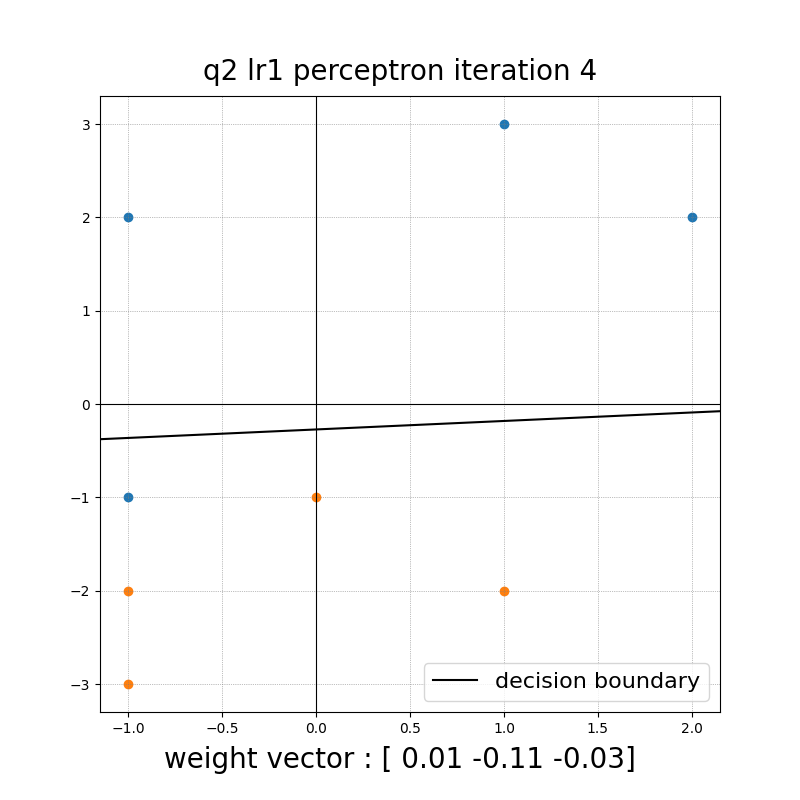 q2 lr1 perceptron iteration 4
3
2
1
0
−1
−2
−3
decision boundary
−1.0 −0.5 0.0 0.5 1.0 1.5 2.0
weight vector : [ 0.01 -0.11 -0.03]